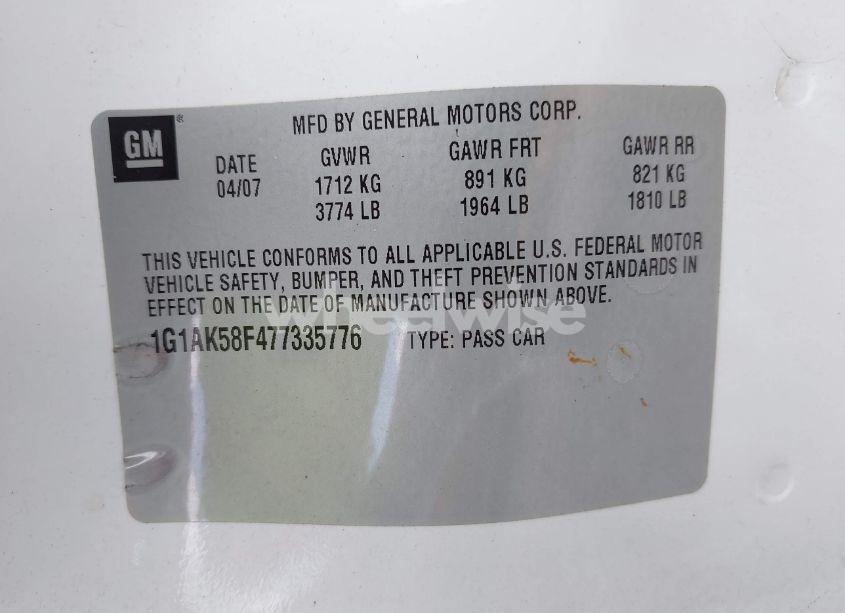 GM
MFD BY GENERAL MOTORS CORP.
DATE GVWR GAWR FRT GAWR RR
04/07 1712 KG 891 KG 821 KG
3774 LB 1964 LB 1810 LB
THIS VEHICLE CONFORMS TO ALL APPLICABLE U.S. FEDERAL MOTOR
VEHICLE SAFETY, BUMPER, AND THEFT PREVENTION STANDARDS IN
EFFECT ON THE DATE OF MANUFACTURE SHOWN ABOVE.
wheelwise
1G1AK58F477335776 TYPE: PASS CAR